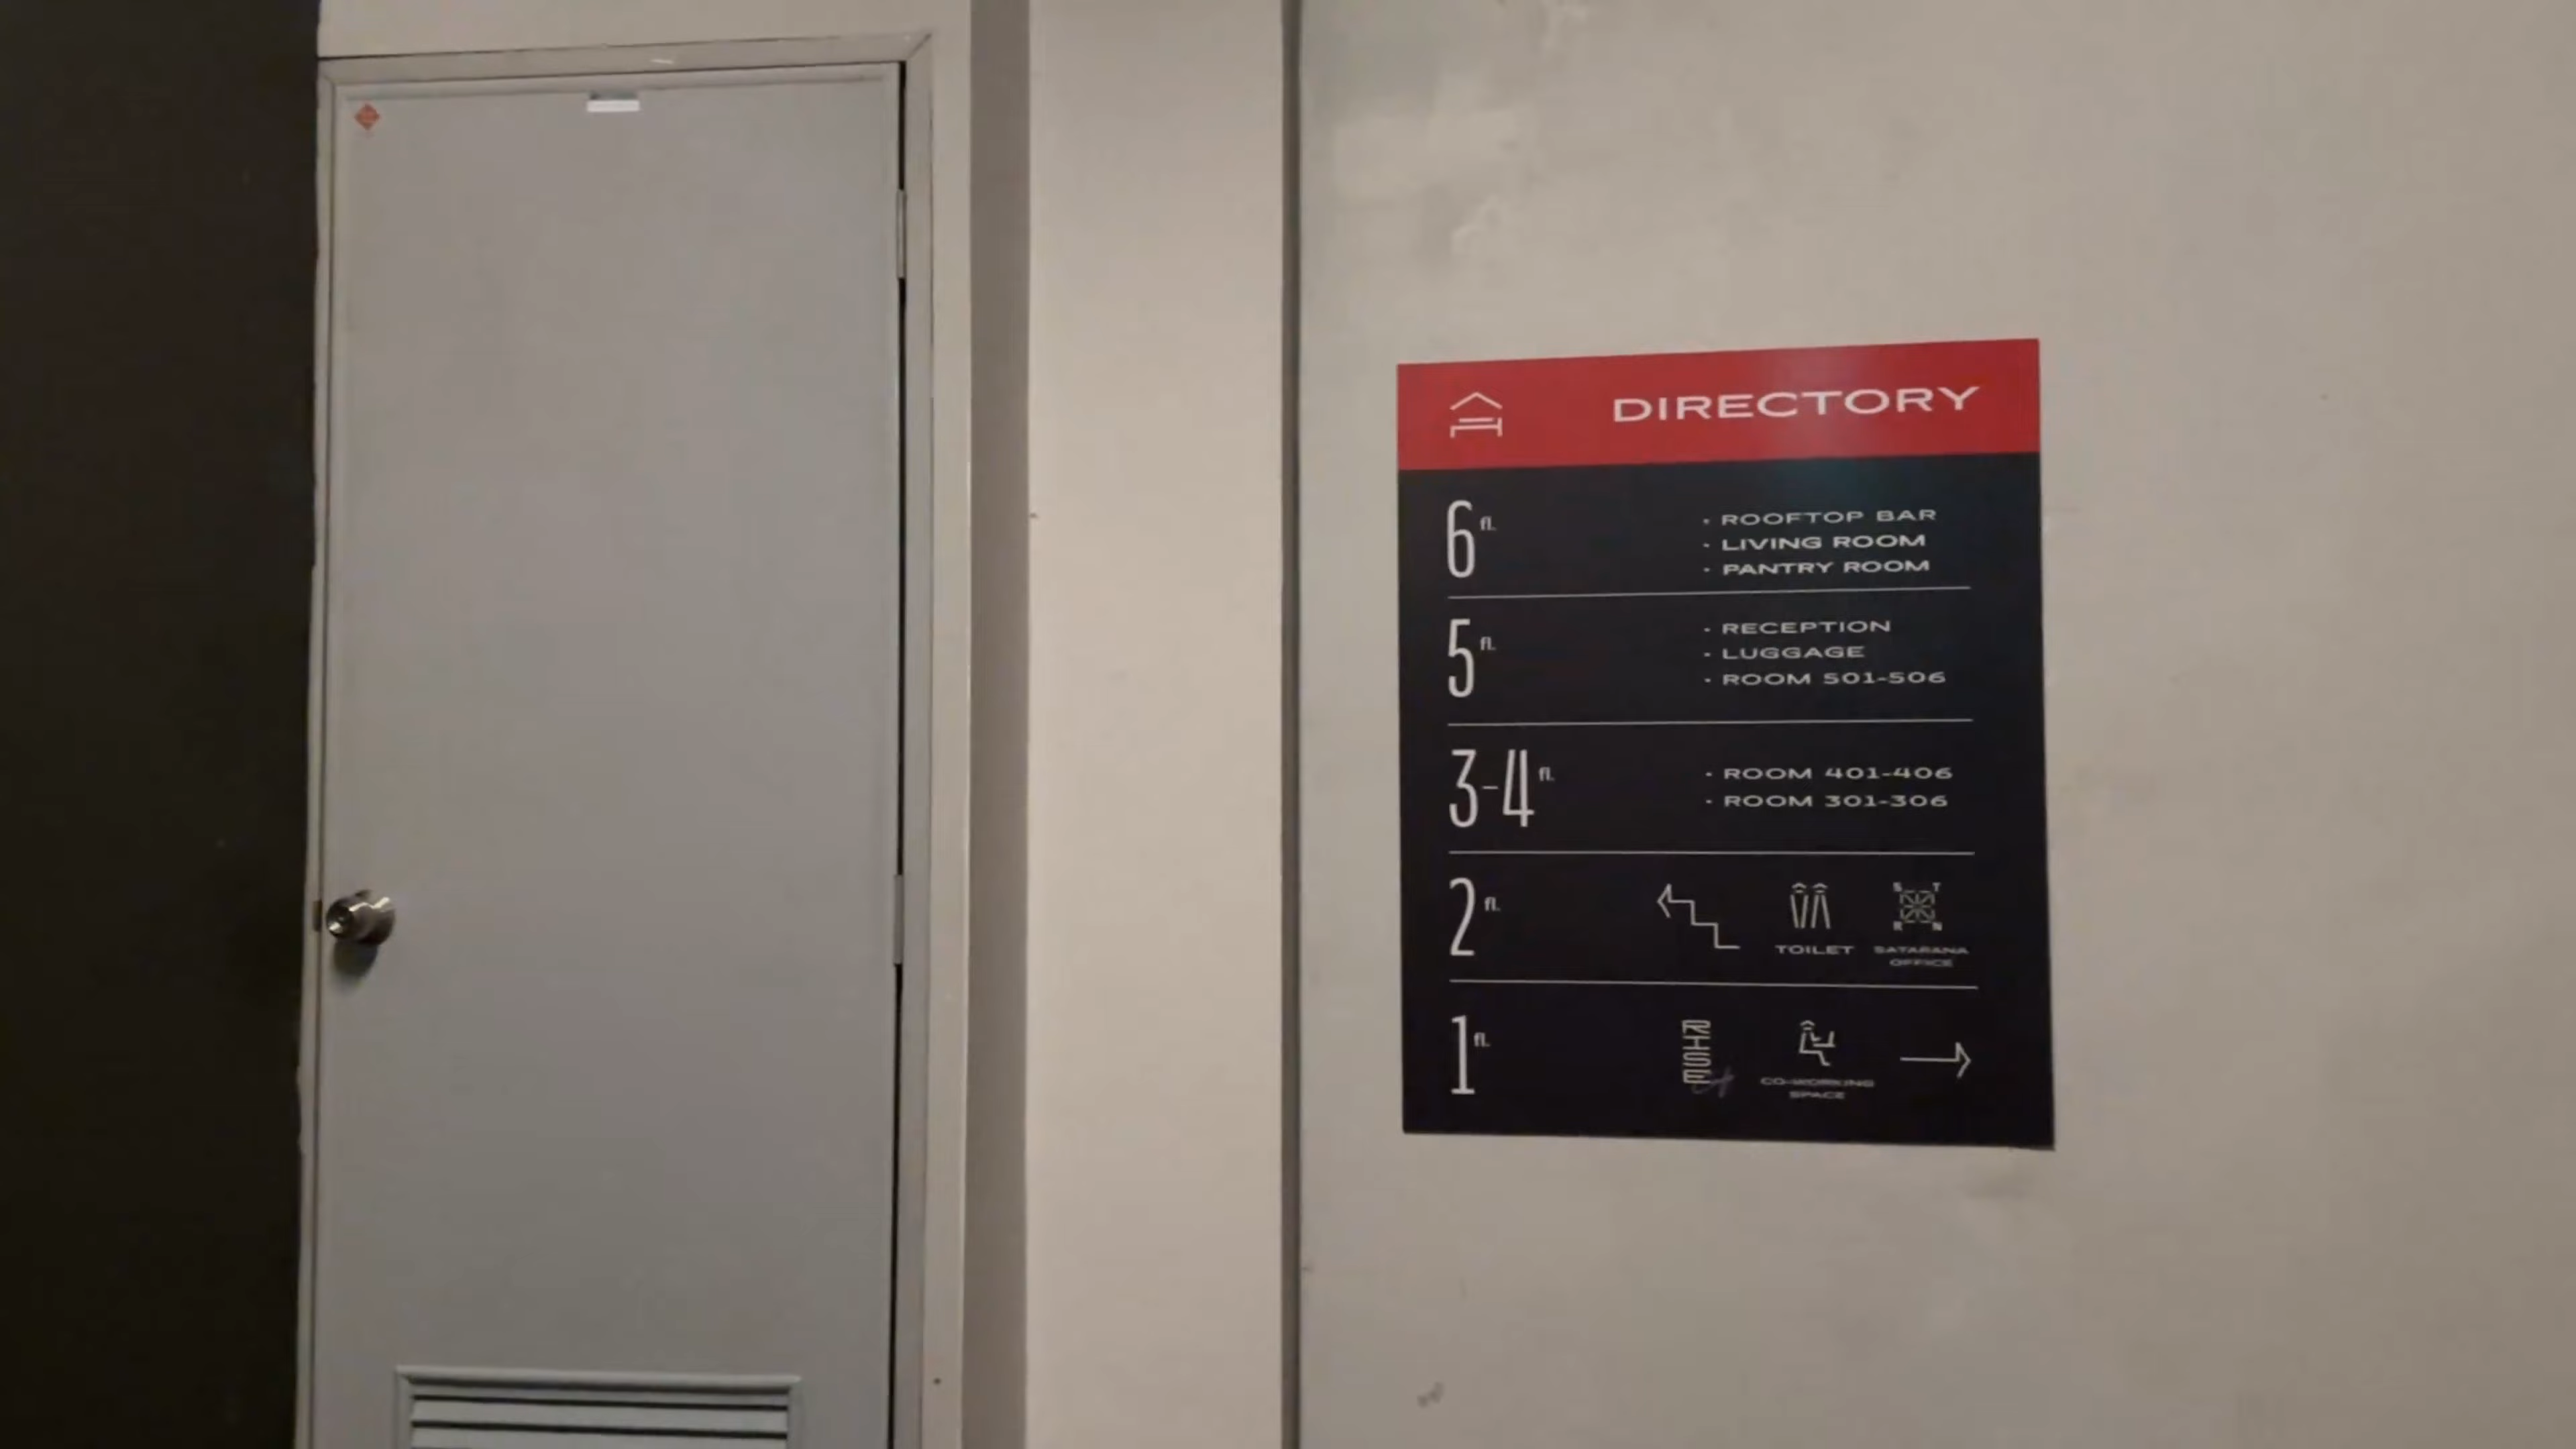 DIRECTORY
6 fl.
· ROOFTOP BAR
· LIVING ROOM
· PANTRY ROOM
5 fl.
· RECEPTION
· LUGGAGE
· ROOM 501-506
3-4 fl.
· ROOM 401-406
· ROOM 301-306
2 fl.
TOILET
S T
R N
SATARANA
OFFICE
1 fl.
RISE
CO-WORKING
SPACE